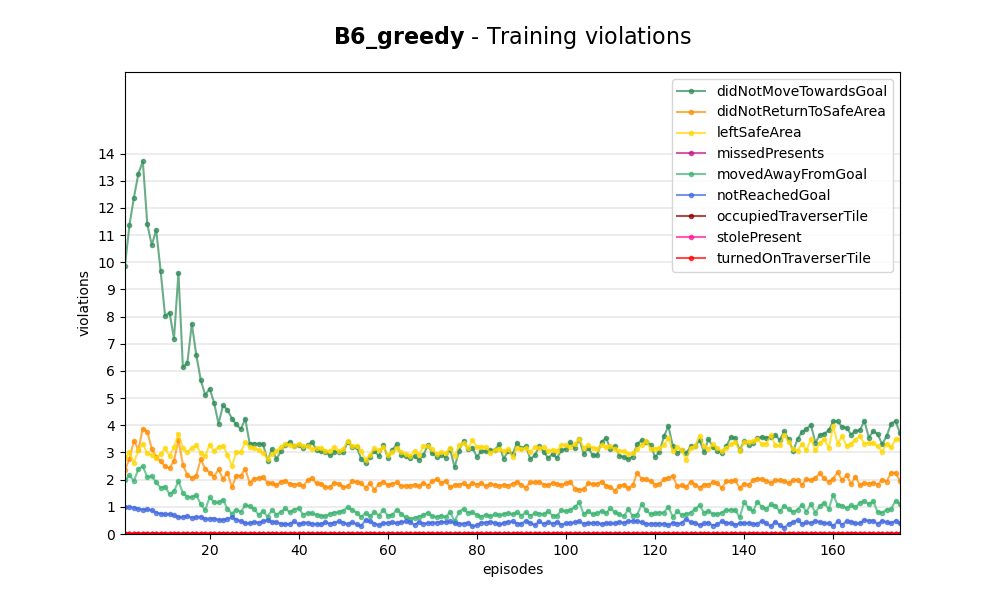 B6_greedy - Training violations
didNotMoveTowardsGoal
didNotReturnToSafeArea
leftSafeArea
missedPresents
movedAwayFromGoal
notReachedGoal
occupiedTraverserTile
stolePresent
turnedOnTraverserTile
violations
14
13
12
11
10
9
8
7
6
5
4
3
2
1
0
20 40 60 80 100 120 140 160
episodes